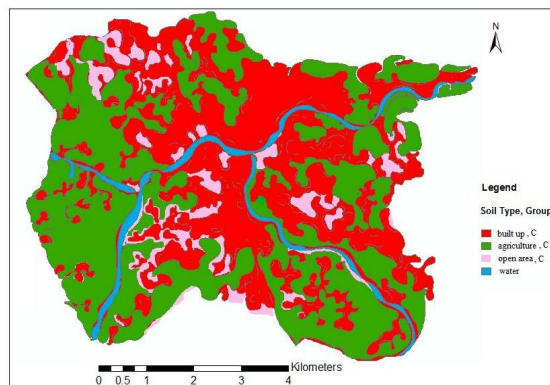 N
Legend
Soil Type, Group
built up , C
agriculture , C
open area, C
water
Kilometers
0 0.5 1 2 3 4